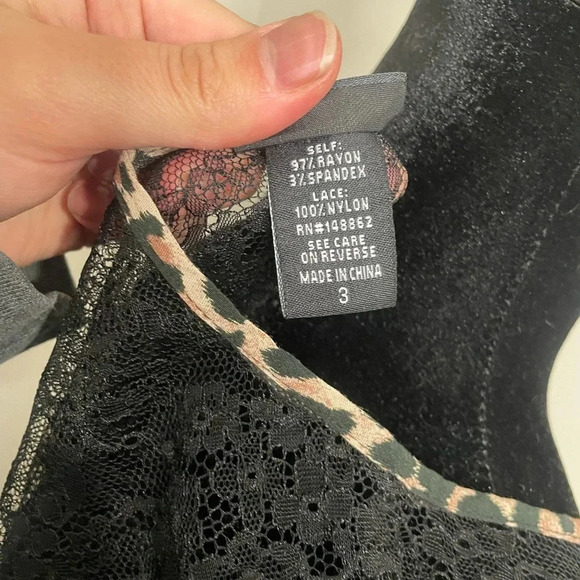 SELF:
97% RAYON
3% SPANDEX
LACE:
100% NYLON
RN#148862
SEE CARE
ON REVERSE
MADE IN CHINA
3